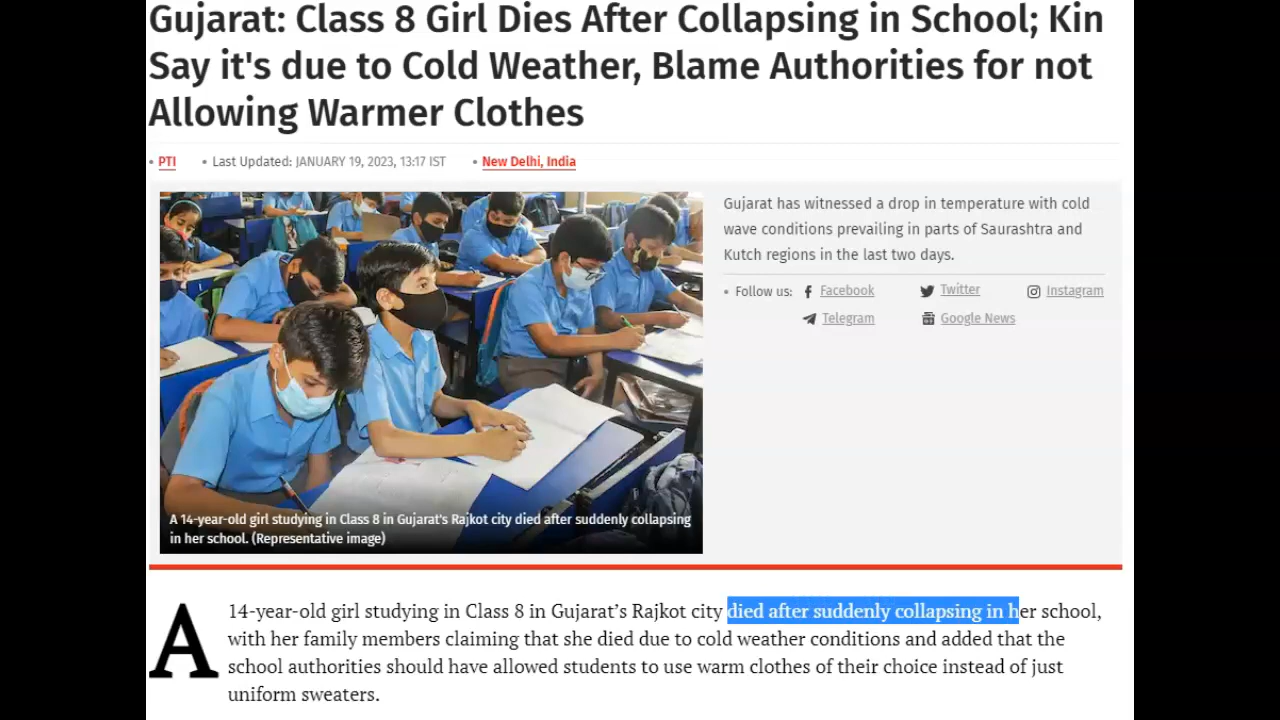 Gujarat: Class 8 Girl Dies After Collapsing in School; Kin
Say it's due to Cold Weather, Blame Authorities for not
Allowing Warmer Clothes
• PTI • Last Updated: JANUARY 19, 2023, 13:17 IST • New Delhi, India
Gujarat has witnessed a drop in temperature with cold
wave conditions prevailing in parts of Saurashtra and
Kutch regions in the last two days.
• Follow us: Facebook Twitter Instagram
Telegram Google News
A 14-year-old girl studying in Class 8 in Gujarat's Rajkot city died after suddenly collapsing
in her school. (Representative image)
A 14-year-old girl studying in Class 8 in Gujarat’s Rajkot city died after suddenly collapsing in her school,
with her family members claiming that she died due to cold weather conditions and added that the
school authorities should have allowed students to use warm clothes of their choice instead of just
uniform sweaters.